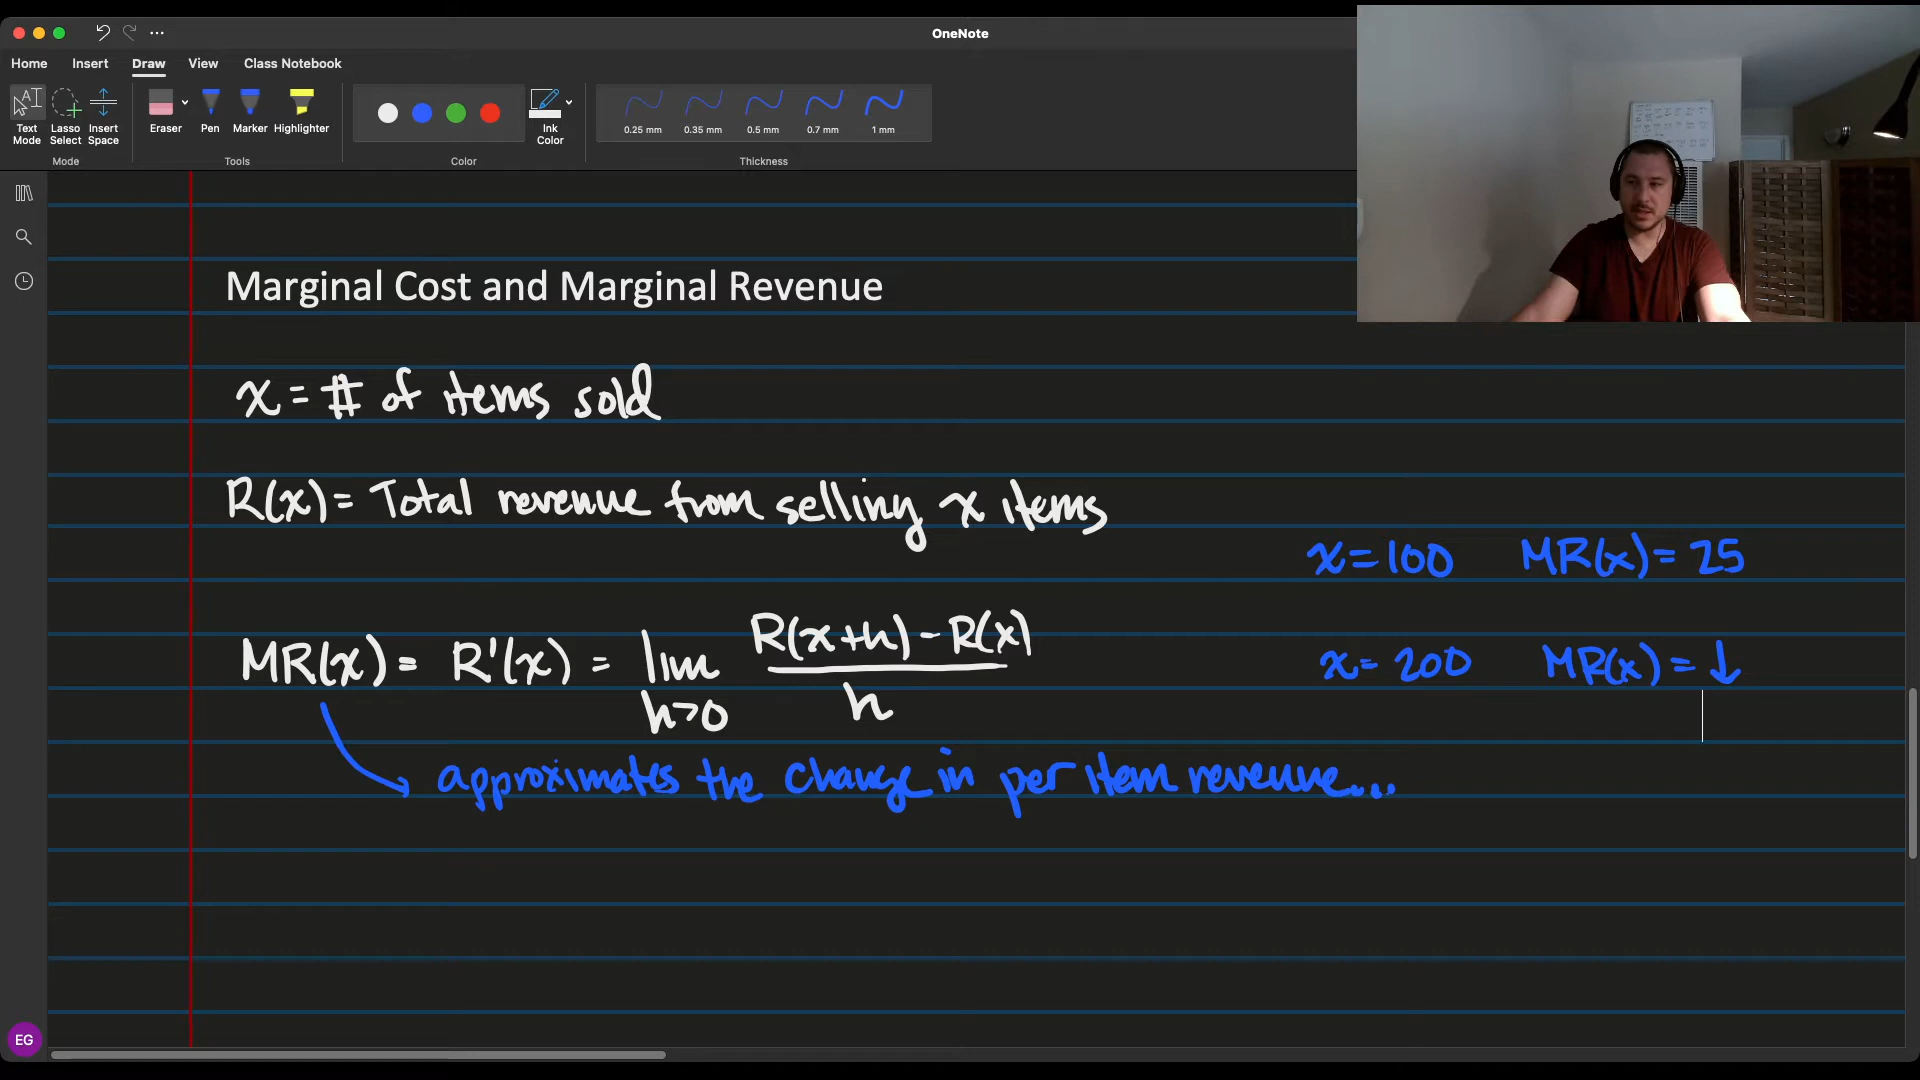 OneNote
Home Insert Draw View Class Notebook
Text Mode Lasso Select Insert Space Eraser Pen Marker Highlighter Ink Color 0.25 mm 0.35 mm 0.5 mm 0.7 mm 1 mm
Mode Tools Color Thickness
Marginal Cost and Marginal Revenue
x = # of items sold
R(x) = Total revenue from selling x items
x = 100 MR(x) = 25
MR(x) = R'(x) = lim h→0 R(x+h) - R(x) / h
x = 200 MR(x) = ↓
approximates the change in per item revenue...
EG